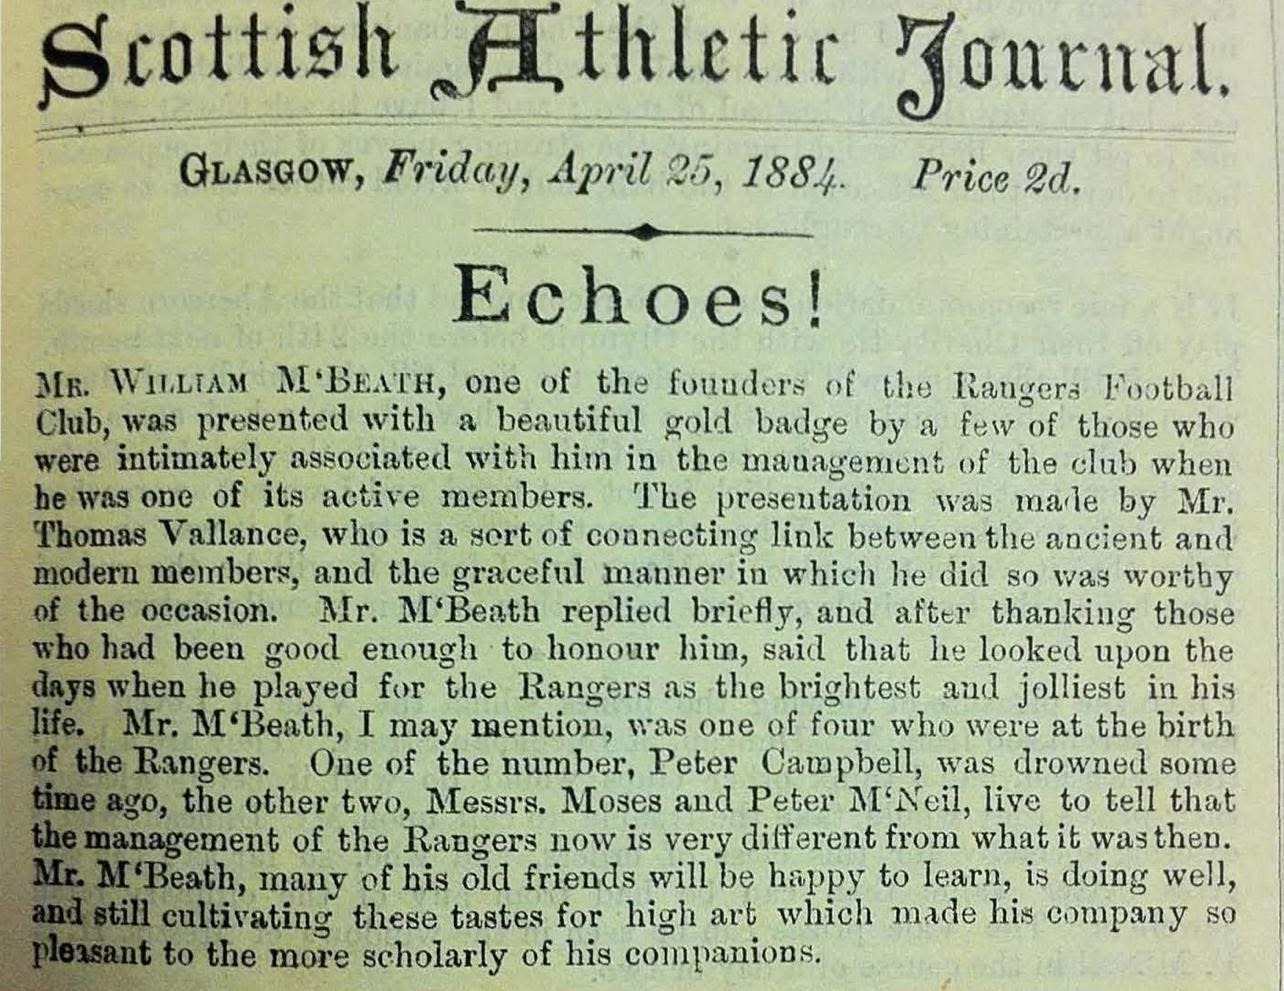 Scottish Athletic Journal.
GLASGOW, Friday, April 25, 1884. Price 2d.
Echoes!
MR. WILLIAM M‘BEATH, one of the founders of the Rangers Football
Club, was presented with a beautiful gold badge by a few of those who
were intimately associated with him in the management of the club when
he was one of its active members. The presentation was made by Mr.
Thomas Vallance, who is a sort of connecting link between the ancient and
modern members, and the graceful manner in which he did so was worthy
of the occasion. Mr. M‘Beath replied briefly, and after thanking those
who had been good enough to honour him, said that he looked upon the
days when he played for the Rangers as the brightest and jolliest in his
life. Mr. M‘Beath, I may mention, was one of four who were at the birth
of the Rangers. One of the number, Peter Campbell, was drowned some
time ago, the other two, Messrs. Moses and Peter M‘Neil, live to tell that
the management of the Rangers now is very different from what it was then.
Mr. M‘Beath, many of his old friends will be happy to learn, is doing well,
and still cultivating these tastes for high art which made his company so
pleasant to the more scholarly of his companions.